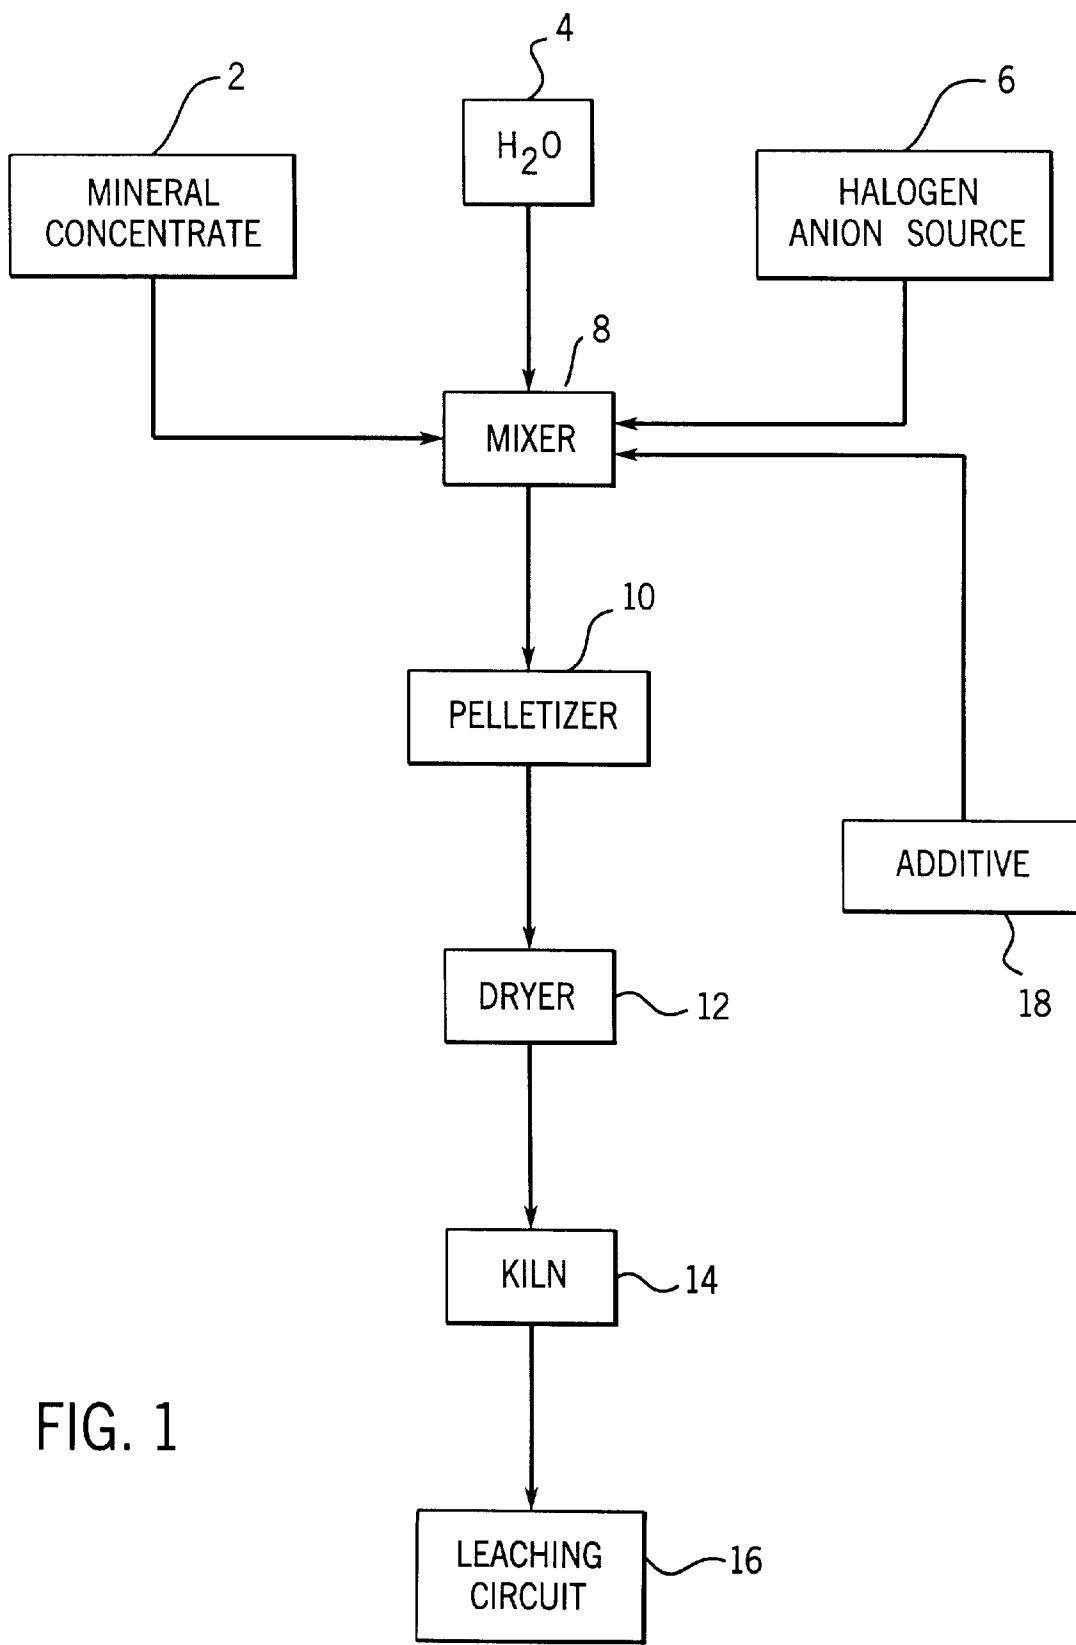 4
2
6
H2O
MINERAL
CONCENTRATE
HALOGEN
ANION SOURCE
8
MIXER
10
PELLETIZER
ADDITIVE
DRYER
12
18
KILN
14
FIG. 1
LEACHING
CIRCUIT
16